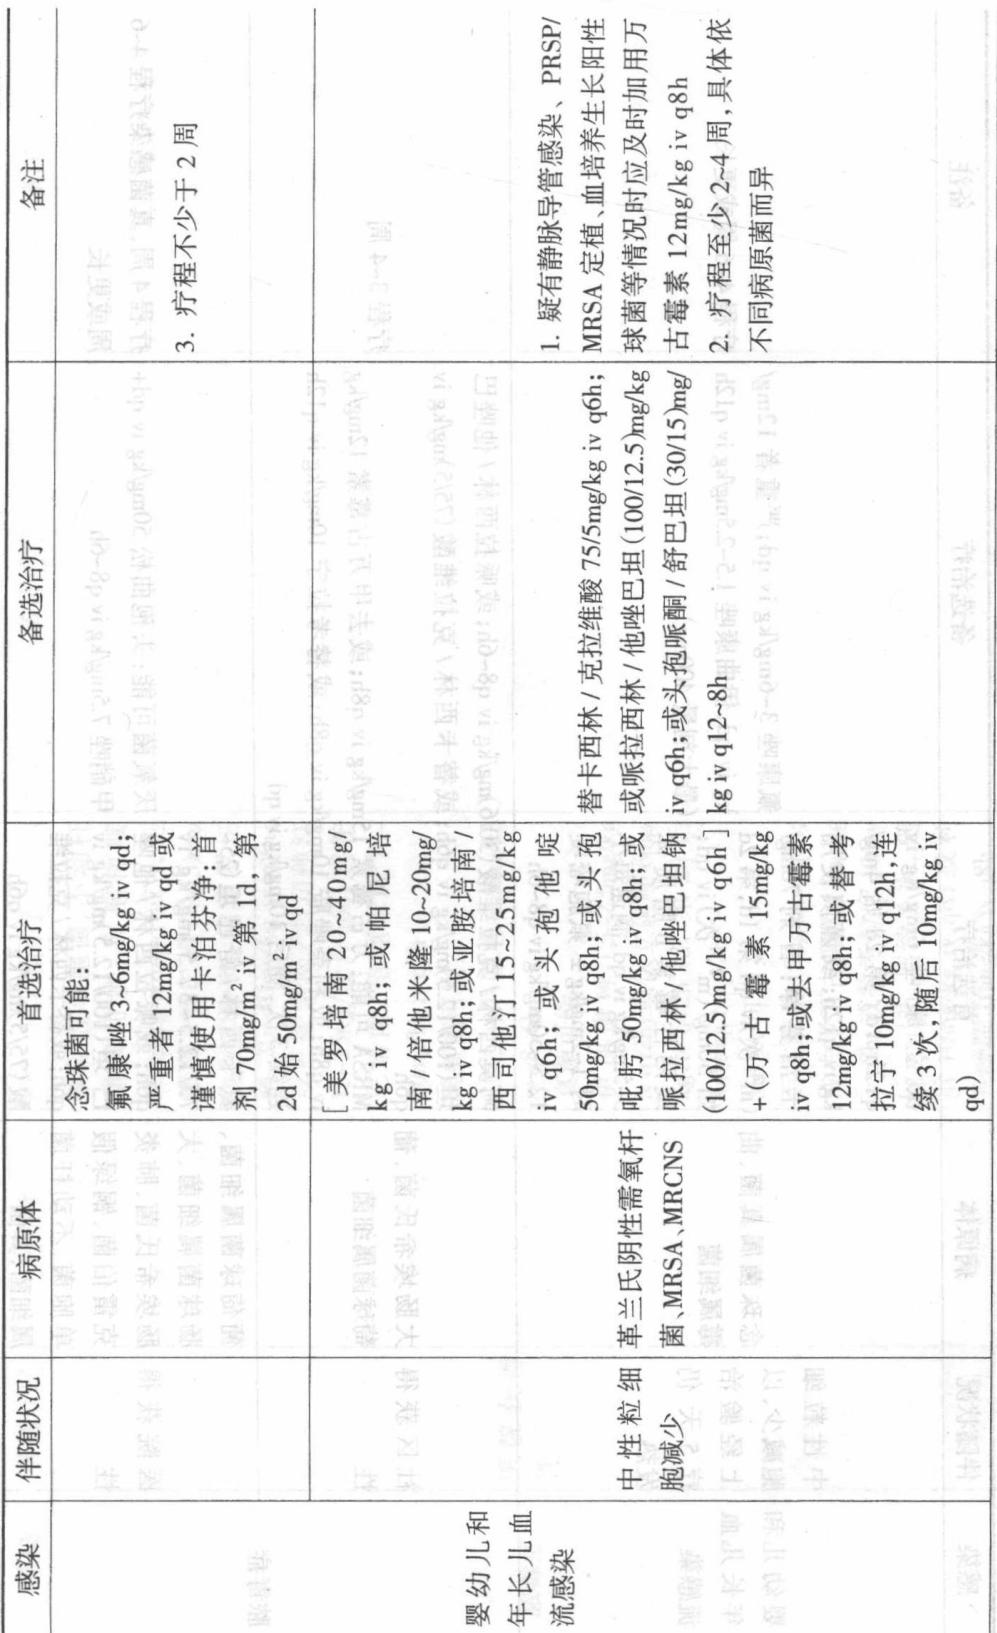 感染
伴随状况
病原体
首选治疗
备选治疗
备注
婴幼儿和
年长儿血
流感染
念珠菌可能：
氟康唑 3~6mg/kg iv qd；
严重者 12mg/kg iv qd 或
谨慎使用卡泊芬净：首
剂 70mg/m² iv 第 1d，第
2d 始 50mg/m² iv qd
3. 疗程不少于 2 周
中性粒细
胞减少
革兰氏阴性需氧杆
菌、MRSA、MRCNS
[美罗培南 20~40mg/
kg iv q8h；或帕尼培
南/倍他米隆 10~20mg/
kg iv q8h；或亚胺培南/
西司他汀 15~25mg/kg
iv q6h；或头孢他啶
50mg/kg iv q8h；或头孢
吡肟 50mg/kg iv q8h；或
哌拉西林/他唑巴坦钠
(100/12.5)mg/kg iv q6h]
+(万古霉素 15mg/kg
iv q8h；或去甲万古霉素
12mg/kg iv q8h；或替考
拉宁 10mg/kg iv q12h，连
续 3 次，随后 10mg/kg iv
qd)
替卡西林/克拉维酸 75/5mg/kg iv q6h；
或哌拉西林/他唑巴坦(100/12.5)mg/kg
iv q6h；或头孢哌酮/舒巴坦(30/15)mg/
kg iv q12~8h
1. 疑有静脉导管感染、PRSP/
MRSA 定植、血培养生长阳性
球菌等情况时应及时加用万
古霉素 12mg/kg iv q8h
2. 疗程至少 2~4 周，具体依
不同病原菌而异